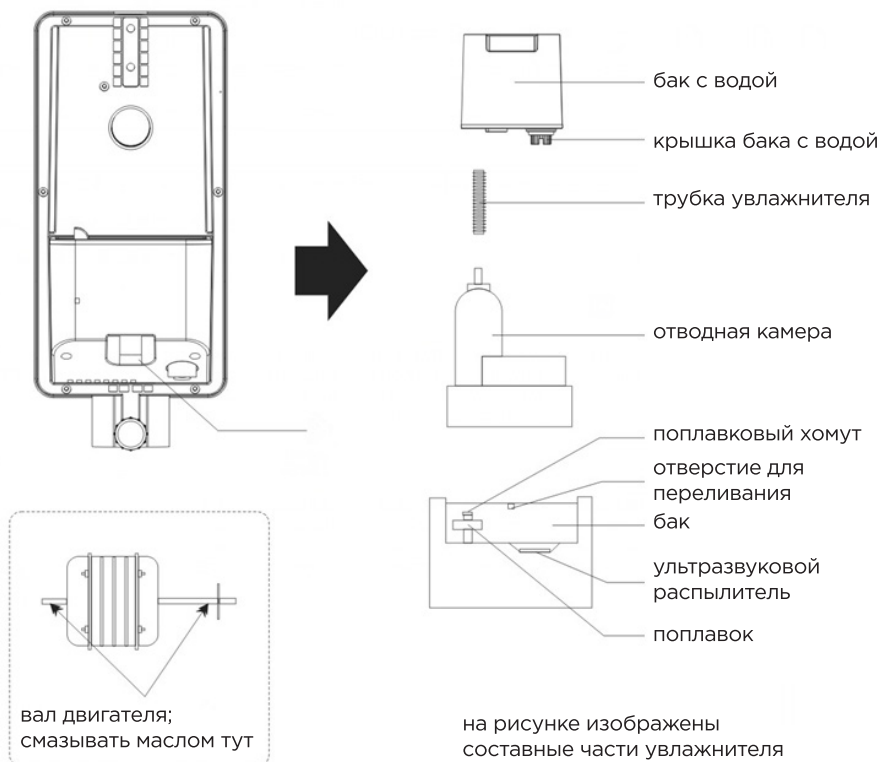 бак с водой
крышка бака с водой
трубка увлажнителя
отводная камера
поплавковый хомут
отверстие для
переливания
бак
ультразвуковой
распылитель
поплавок
вал двигателя;
смазывать маслом тут
на рисунке изображены
составные части увлажнителя